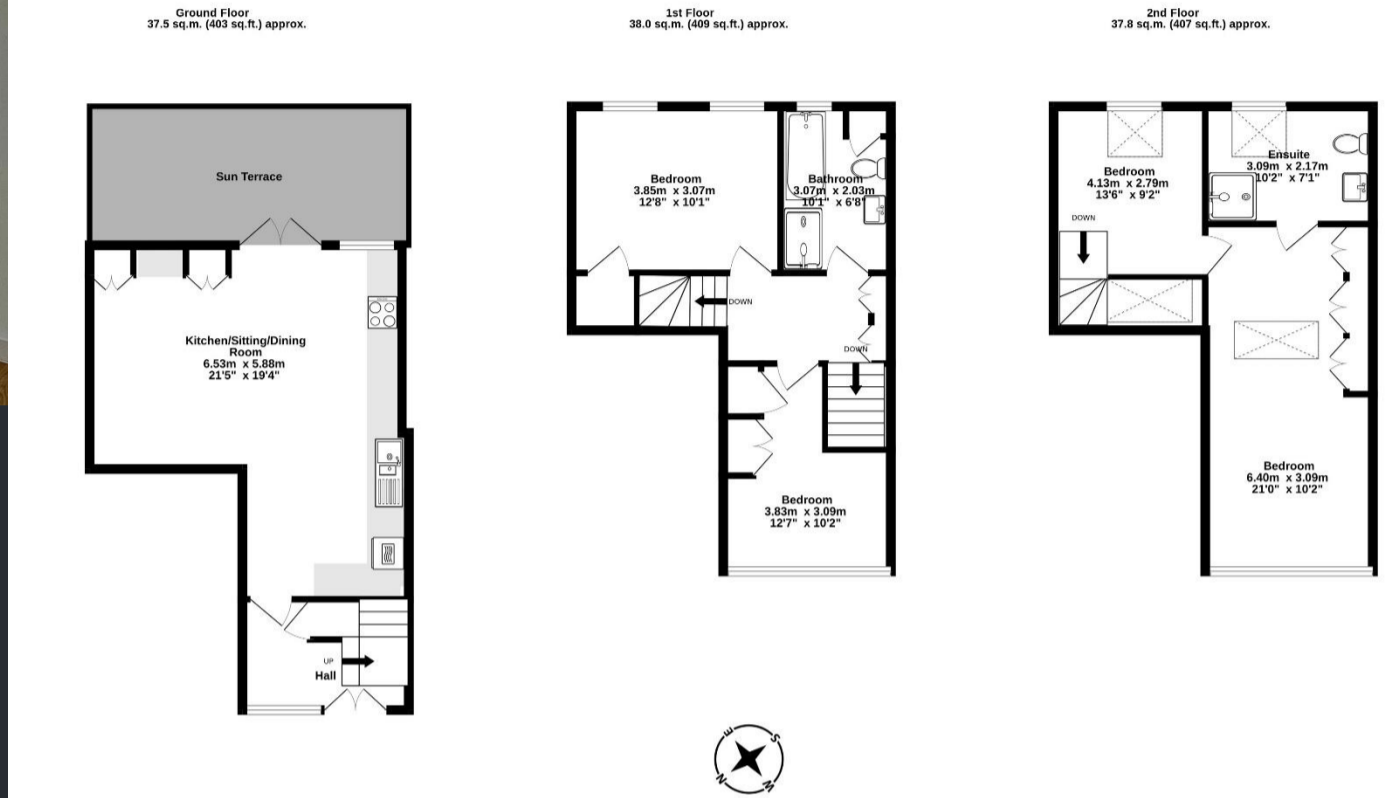 Ground Floor
37.5 sq.m. (403 sq.ft.) approx.
Sun Terrace
Kitchen/Sitting/Dining
Room
6.53m x 5.88m
21'5" x 19'4"
UP
Hall
1st Floor
38.0 sq.m. (409 sq.ft.) approx.
Bedroom
3.85m x 3.07m
12'8" x 10'1"
Bathroom
3.07m x 2.03m
10'1" x 6'8"
DOWN
DOWN
Bedroom
3.83m x 3.09m
12'7" x 10'2"
2nd Floor
37.8 sq.m. (407 sq.ft.) approx.
Bedroom
4.13m x 2.79m
13'6" x 9'2"
DOWN
Ensuite
3.09m x 2.17m
10'2" x 7'1"
Bedroom
6.40m x 3.09m
21'0" x 10'2"
E
S
N
W